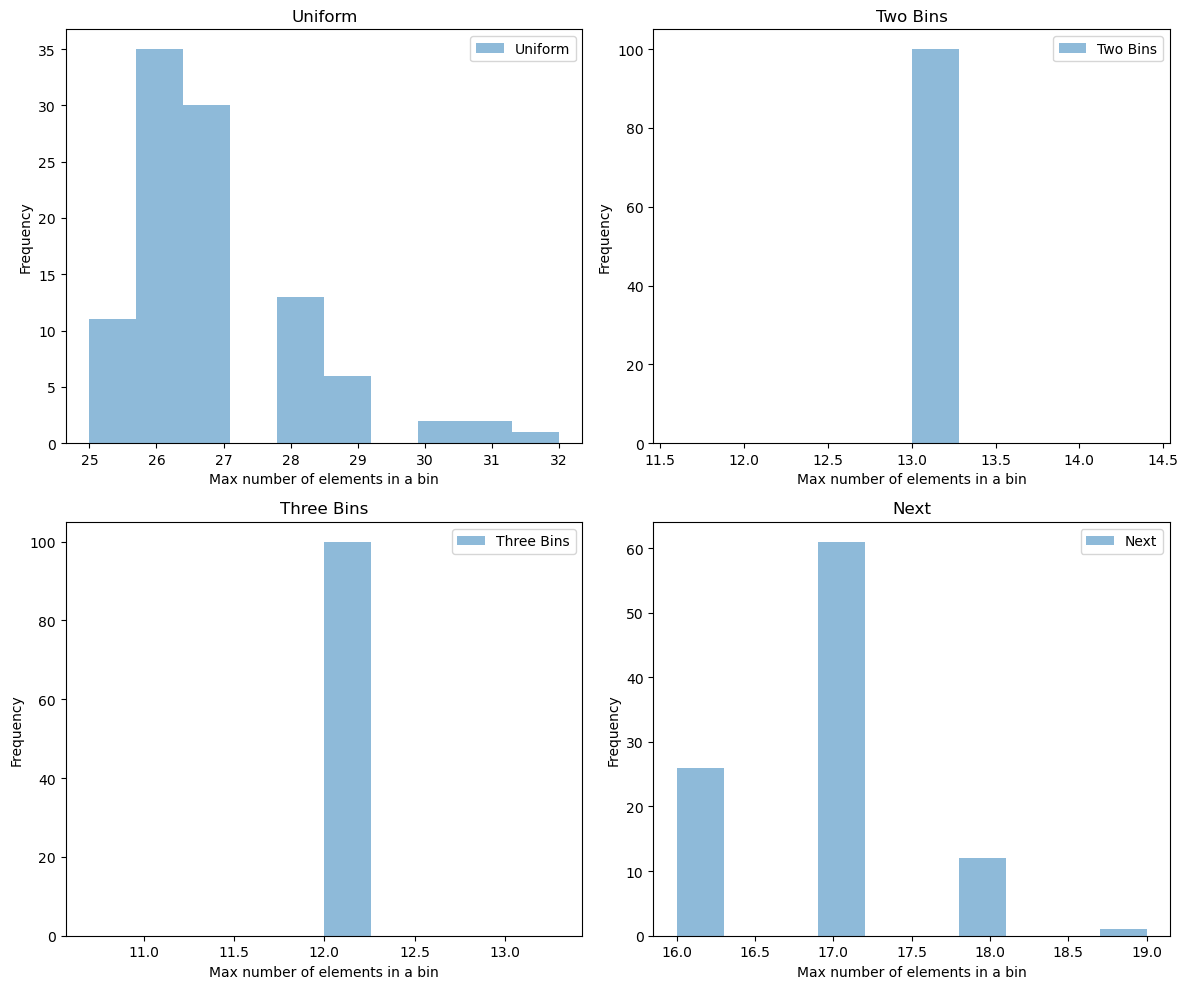 Uniform
Uniform
35
30
25
20
15
10
5
0
Frequency
25 26 27 28 29 30 31 32
Max number of elements in a bin
Two Bins
Two Bins
100
80
60
40
20
0
Frequency
11.5 12.0 12.5 13.0 13.5 14.0 14.5
Max number of elements in a bin
Three Bins
Three Bins
100
80
60
40
20
0
Frequency
11.0 11.5 12.0 12.5 13.0
Max number of elements in a bin
Next
Next
60
50
40
30
20
10
0
Frequency
16.0 16.5 17.0 17.5 18.0 18.5 19.0
Max number of elements in a bin